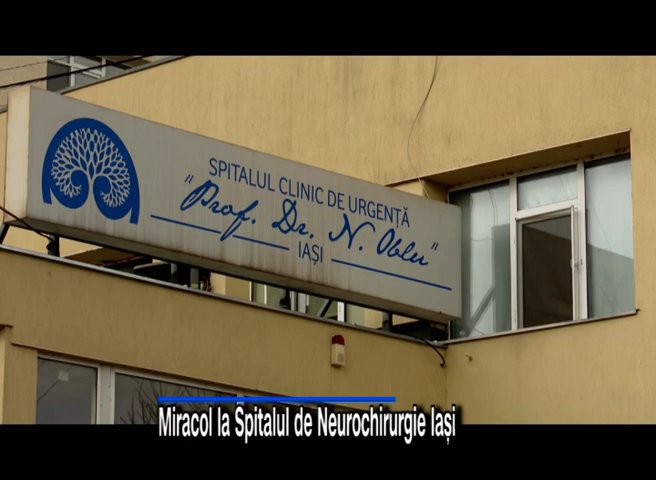 SPITALUL CLINIC DE URGENȚĂ
"Prof. Dr. N. Oblu"
IAȘI
Miracol la Spitalul de Neurochirurgie Iași